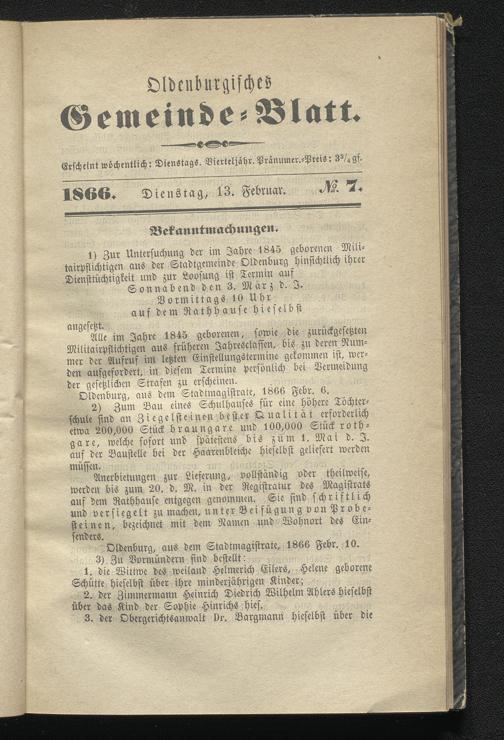 Oldenburgisches
Gemeinde-Blatt.
Erscheint wöchentlich: Dienstags. Vierteljähr. Pränumer.-Preis: 3¾ gr.
1866. Dienstag, 13. Februar. № 7.
Bekanntmachungen.
1) Zur Untersuchung der im Jahre 1845 geborenen Mili-
tairpflichtigen aus der Stadtgemeinde Oldenburg hinsichtlich ihrer
Diensttüchtigkeit und zur Loosung ist Termin auf
Sonnabend den 3. März d. J.
Vormittags 10 Uhr
auf dem Rathhause hieselbst
angesetzt.
Alle im Jahre 1845 geborenen, sowie die zurückgesetzten
Militairpflichtigen aus früheren Jahresclassen, bis zu deren Num-
mer der Aufruf im letzten Einstellungstermine gekommen ist, wer-
den aufgefordert, in diesem Termine persönlich bei Vermeidung
der gesetzlichen Strafen zu erscheinen.
Oldenburg, aus dem Stadtmagistrate, 1866 Febr. 6.
2) Zum Bau eines Schulhauses für eine höhere Töchter-
schule sind an Ziegelsteinen bester Qualität erforderlich
etwa 200,000 Stück braungare und 100,000 Stück roth-
gare, welche sofort und spätestens bis zum 1. Mai d. J.
auf der Baustelle bei der Haarenbleiche hieselbst geliefert werden
müssen.
Anerbietungen zur Lieferung, vollständig oder theilweise,
werden bis zum 20. d. M. in der Registratur des Magistrats
auf dem Rathhause entgegen genommen. Sie sind schriftlich
und versiegelt zu machen, unter Beifügung von Probe-
steinen, bezeichnet mit dem Namen und Wohnort des Ein-
senders.
Oldenburg, aus dem Stadtmagistrate, 1866 Febr. 10.
3) Zu Vormündern sind bestellt:
1. die Wittwe des weiland Helmerich Eilers, Helene geborene
Schütte hieselbst über ihre minderjährigen Kinder;
2. der Zimmermann Heinrich Diedrich Wilhelm Ahlers hieselbst
über das Kind der Sophie Hinrichs hies.
3. der Obergerichtsanwalt Dr. Bargmann hieselbst über die